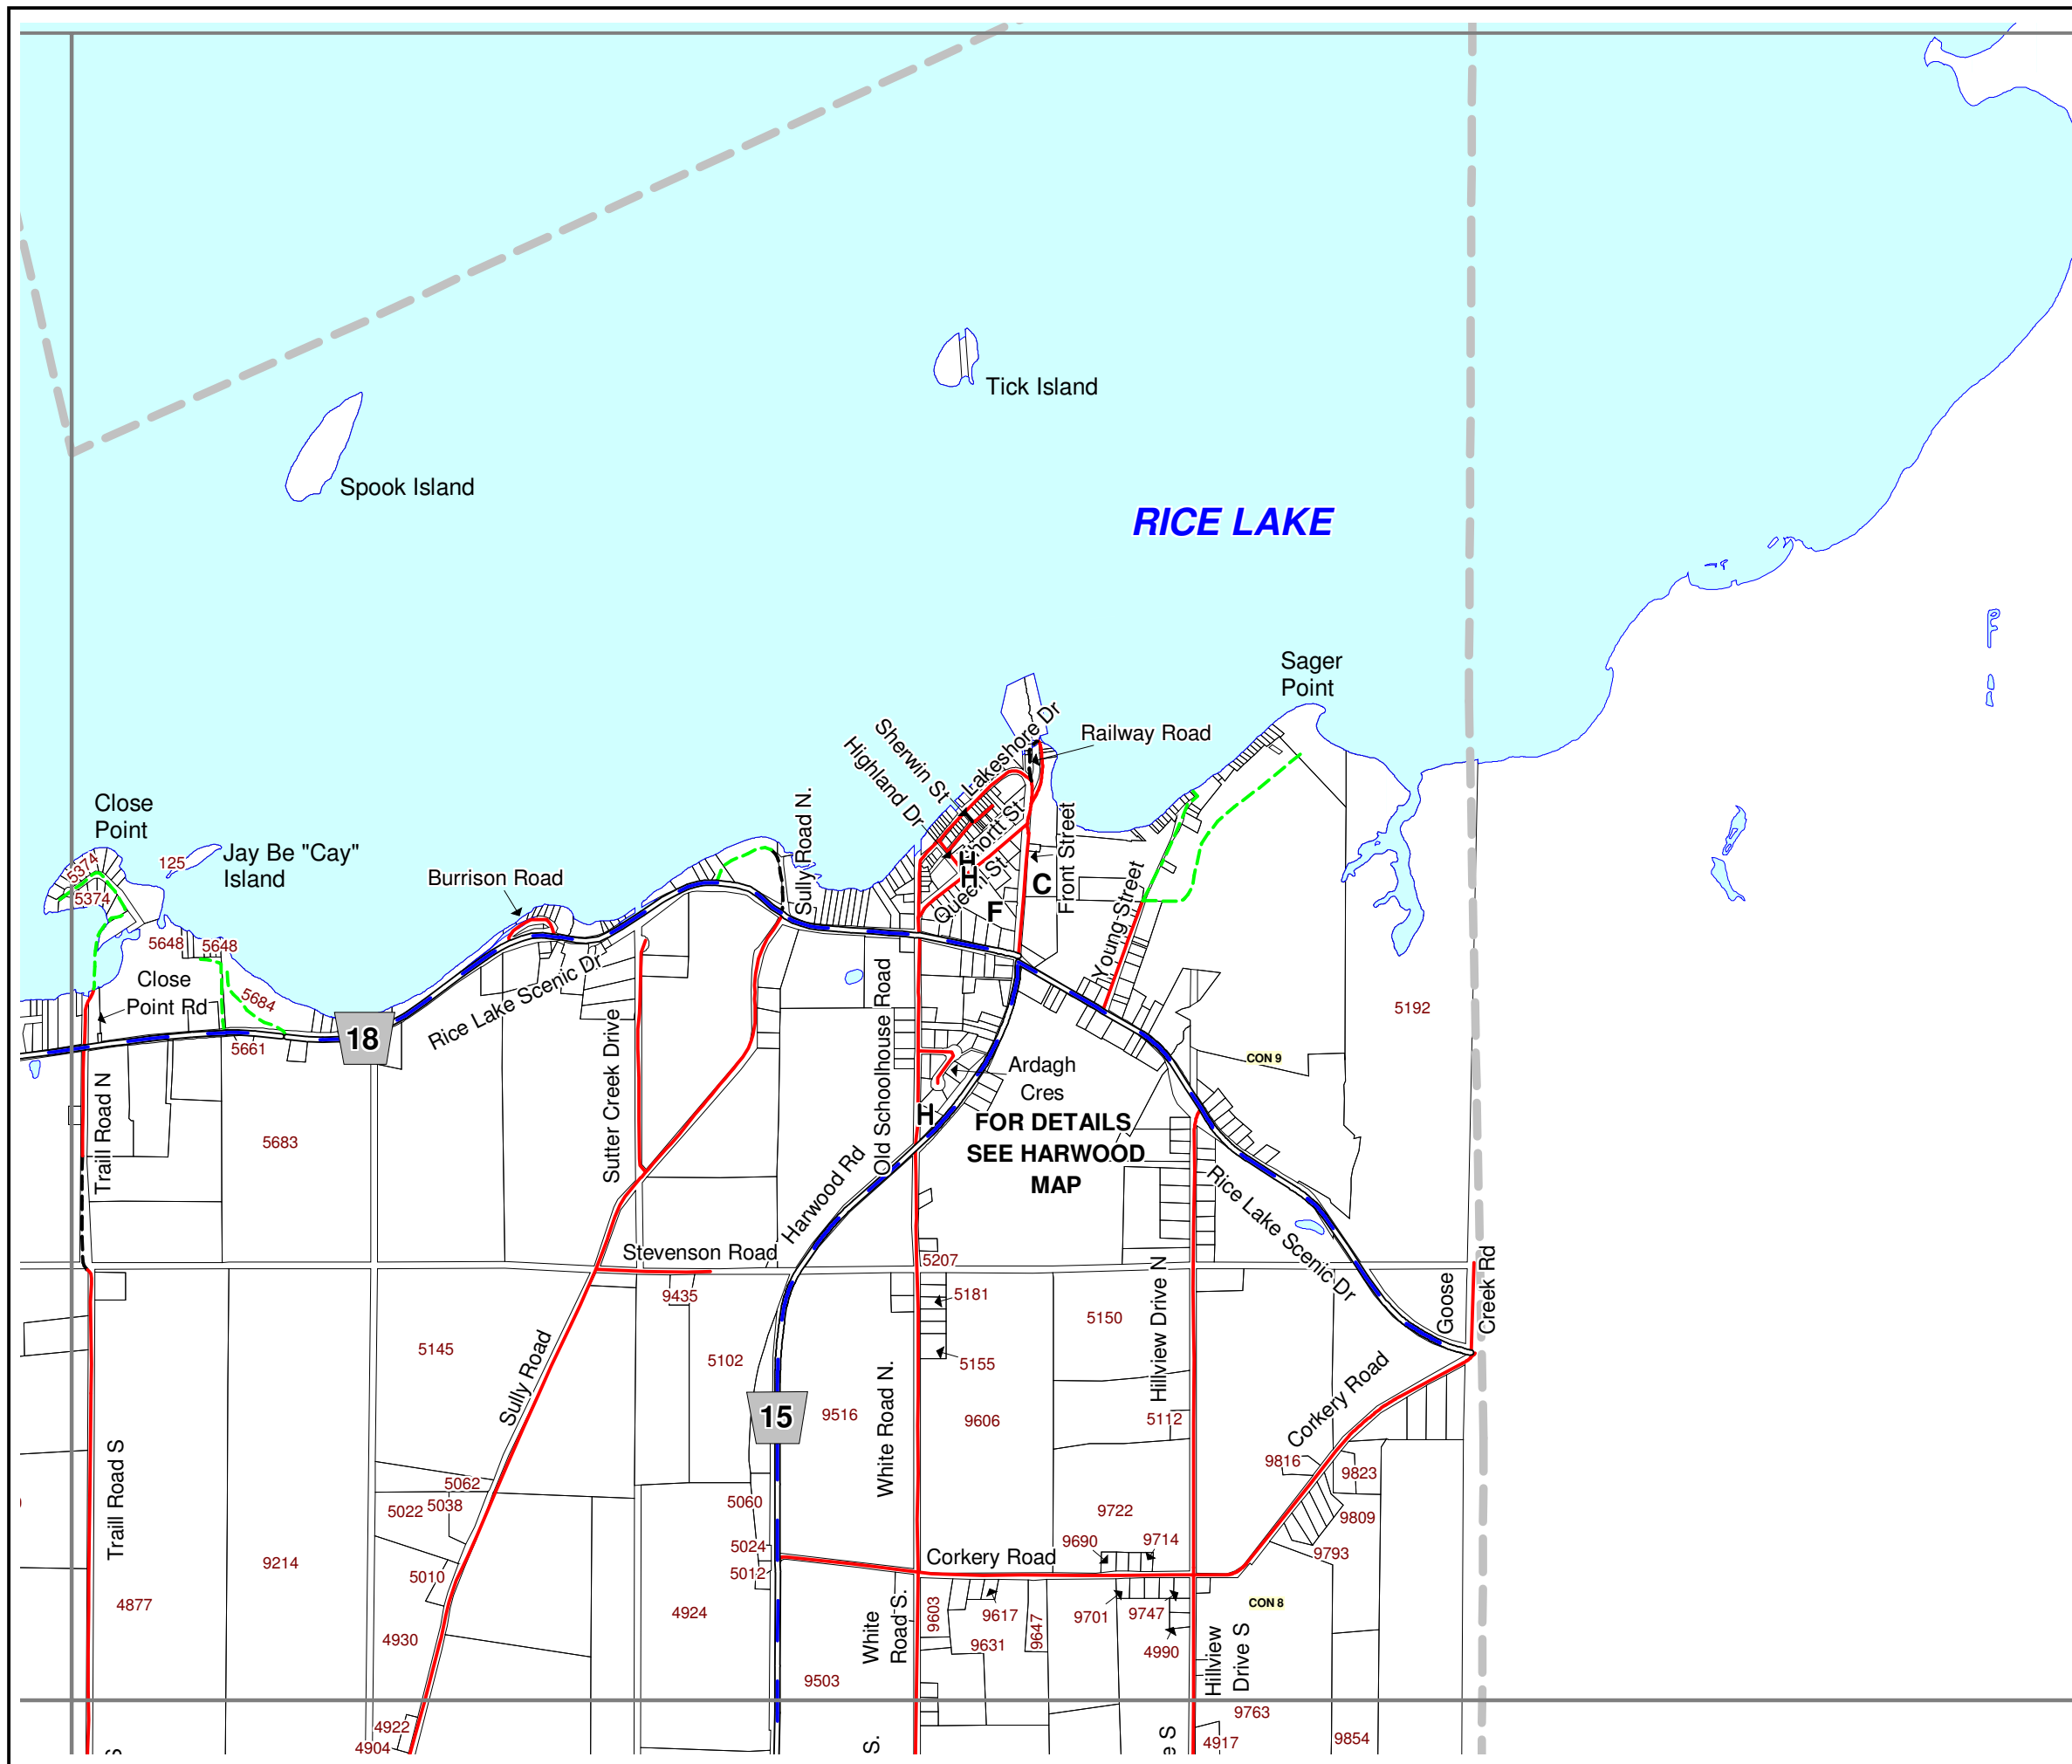 Tick Island
Spook Island
RICE LAKE
Sager
Point
Sherwin St
Highland Dr
Lakeshore Dr
Railway Road
Close
Point
Jay Be "Cay"
Island
125
5374
5374
Burrison Road
Sully Road N.
Queen St
H
H
C
F
Front Street
Young Street
5648
5648
Close
Point Rd
5684
5661
18
Rice Lake Scenic Dr
Sutter Creek Drive
Old Schoolhouse Road
Ardagh
Cres
H
FOR DETAILS
SEE HARWOOD
MAP
5192
CON 9
Traill Road N
5683
Harwood Rd
Rice Lake Scenic Dr
Stevenson Road
5207
9435
5181
5155
5150
Hillview Drive N
Goose
Creek Rd
5145
Sully Road
5102
15
9516
White Road N.
9606
5112
Corkery Road
9816
9823
9809
9793
Traill Road S
5062
5022
5038
5010
9214
4877
4930
5060
5024
5012
4924
9722
9690
9714
Corkery Road
White
Road S.
9603
9617
9631
9647
9701
9747
4990
CON 8
Hillview
Drive S
9503
9763
4922
4904
S.
e S
4917
9854